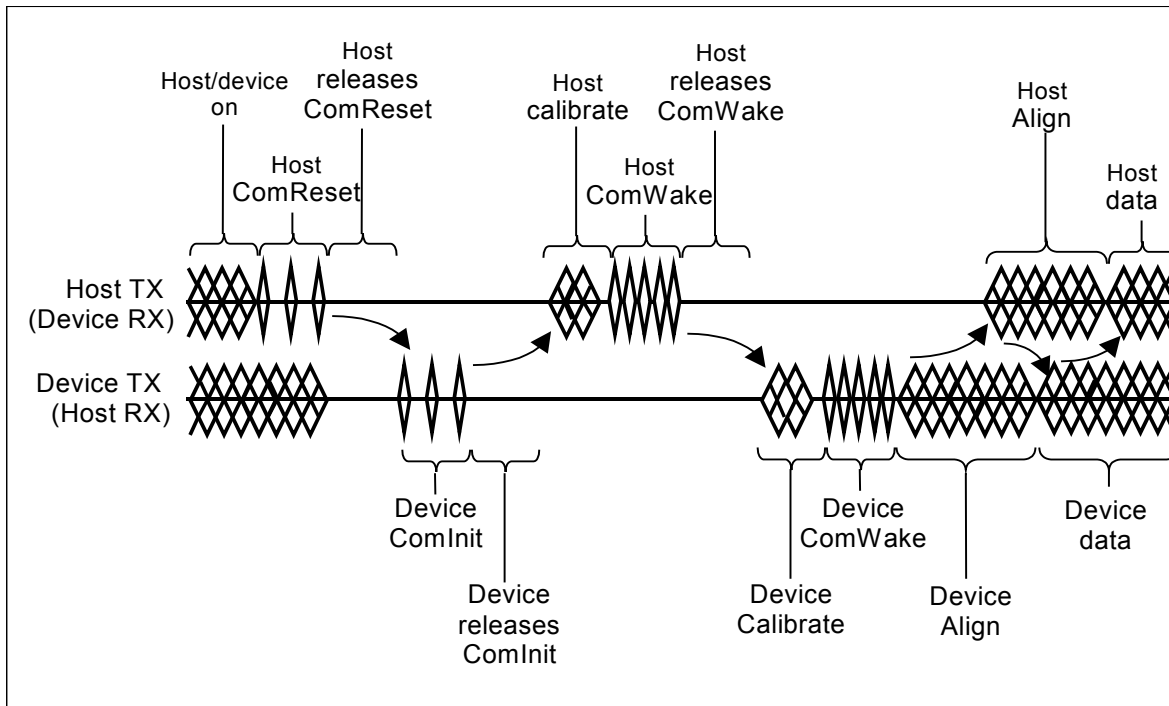 Host/device
on
Host
ComReset
Host
releases
ComReset
Host
calibrate
Host
ComWake
Host
releases
ComWake
Host
Align
Host
data
Host TX
(Device RX)
Device TX
(Host RX)
Device
ComInit
Device
releases
ComInit
Device
Calibrate
Device
ComWake
Device
Align
Device
data